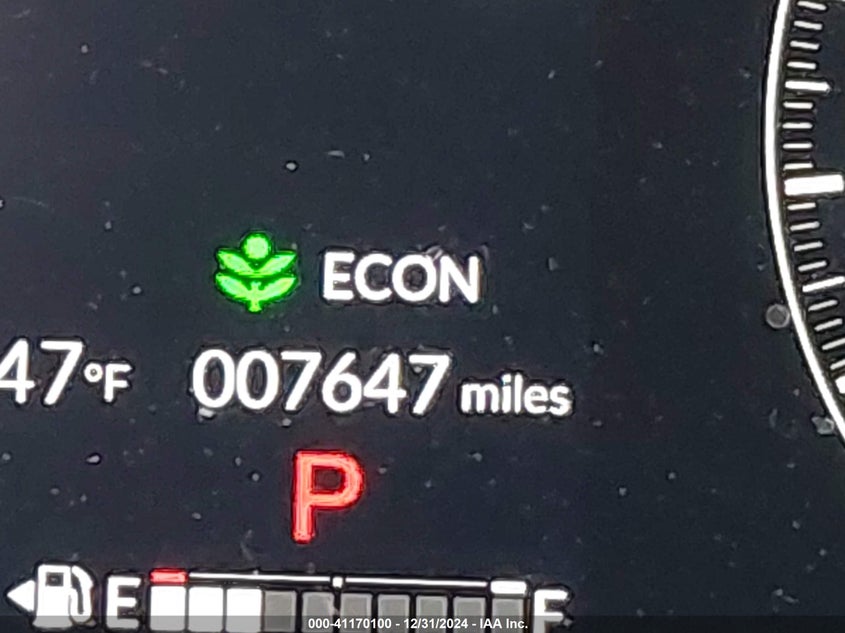 ECON
47°F 007647 miles
P
E F
000-41170100 - 12/31/2024 - IAA Inc.